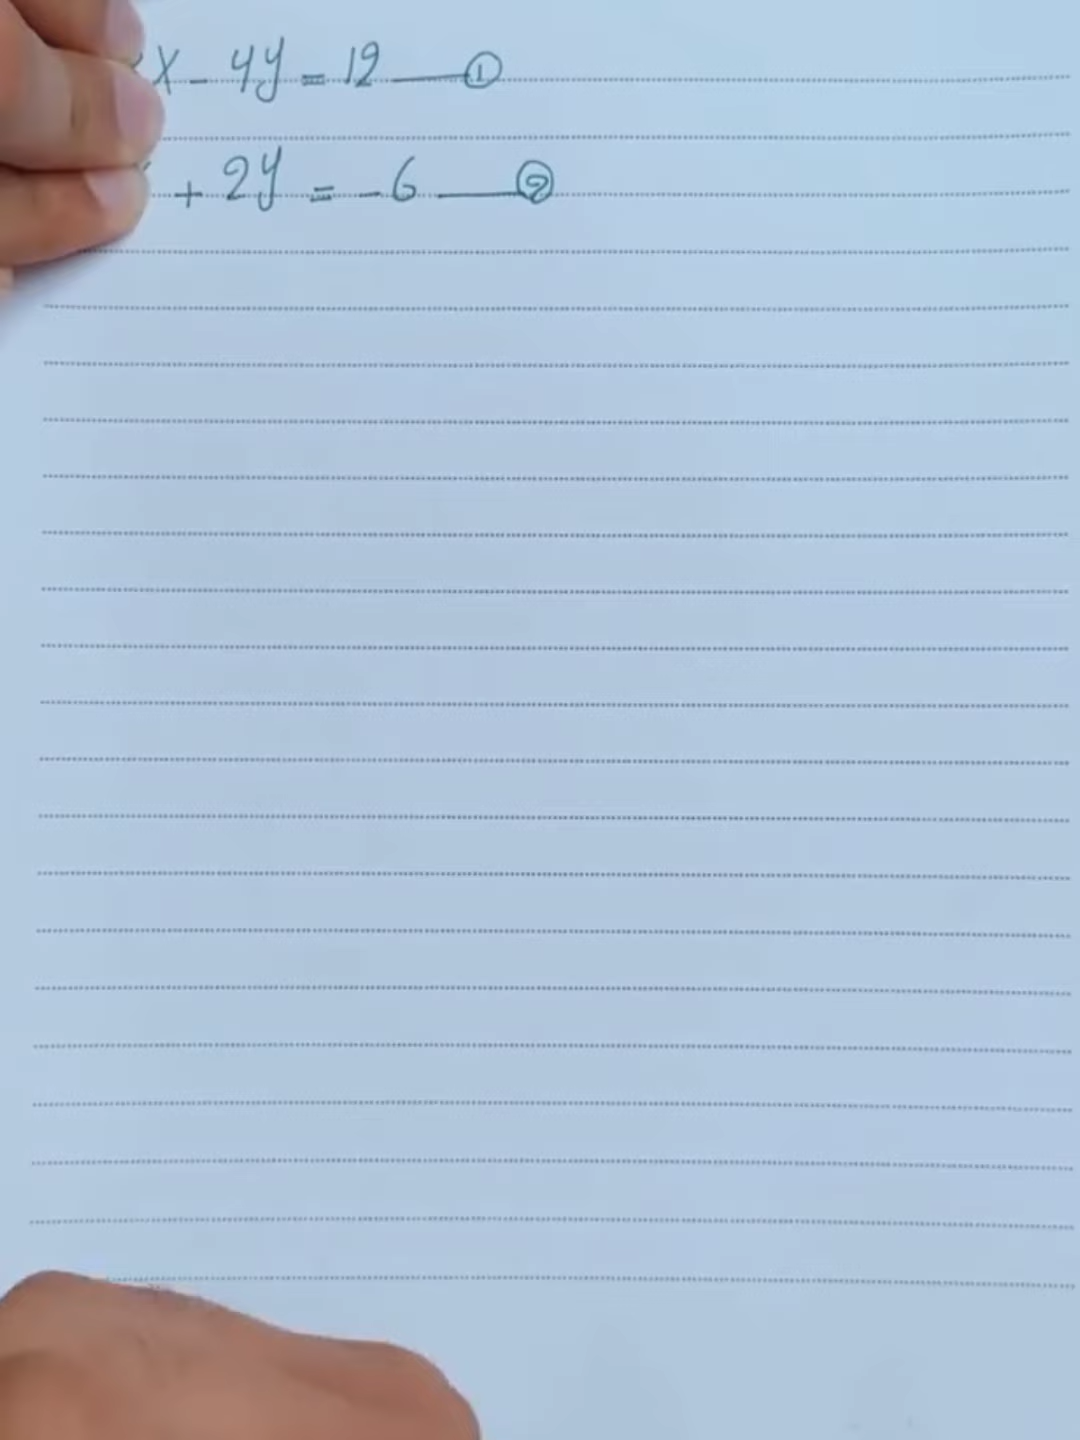 x - 4y = 12 ——①
+ 2y = -6 ——②